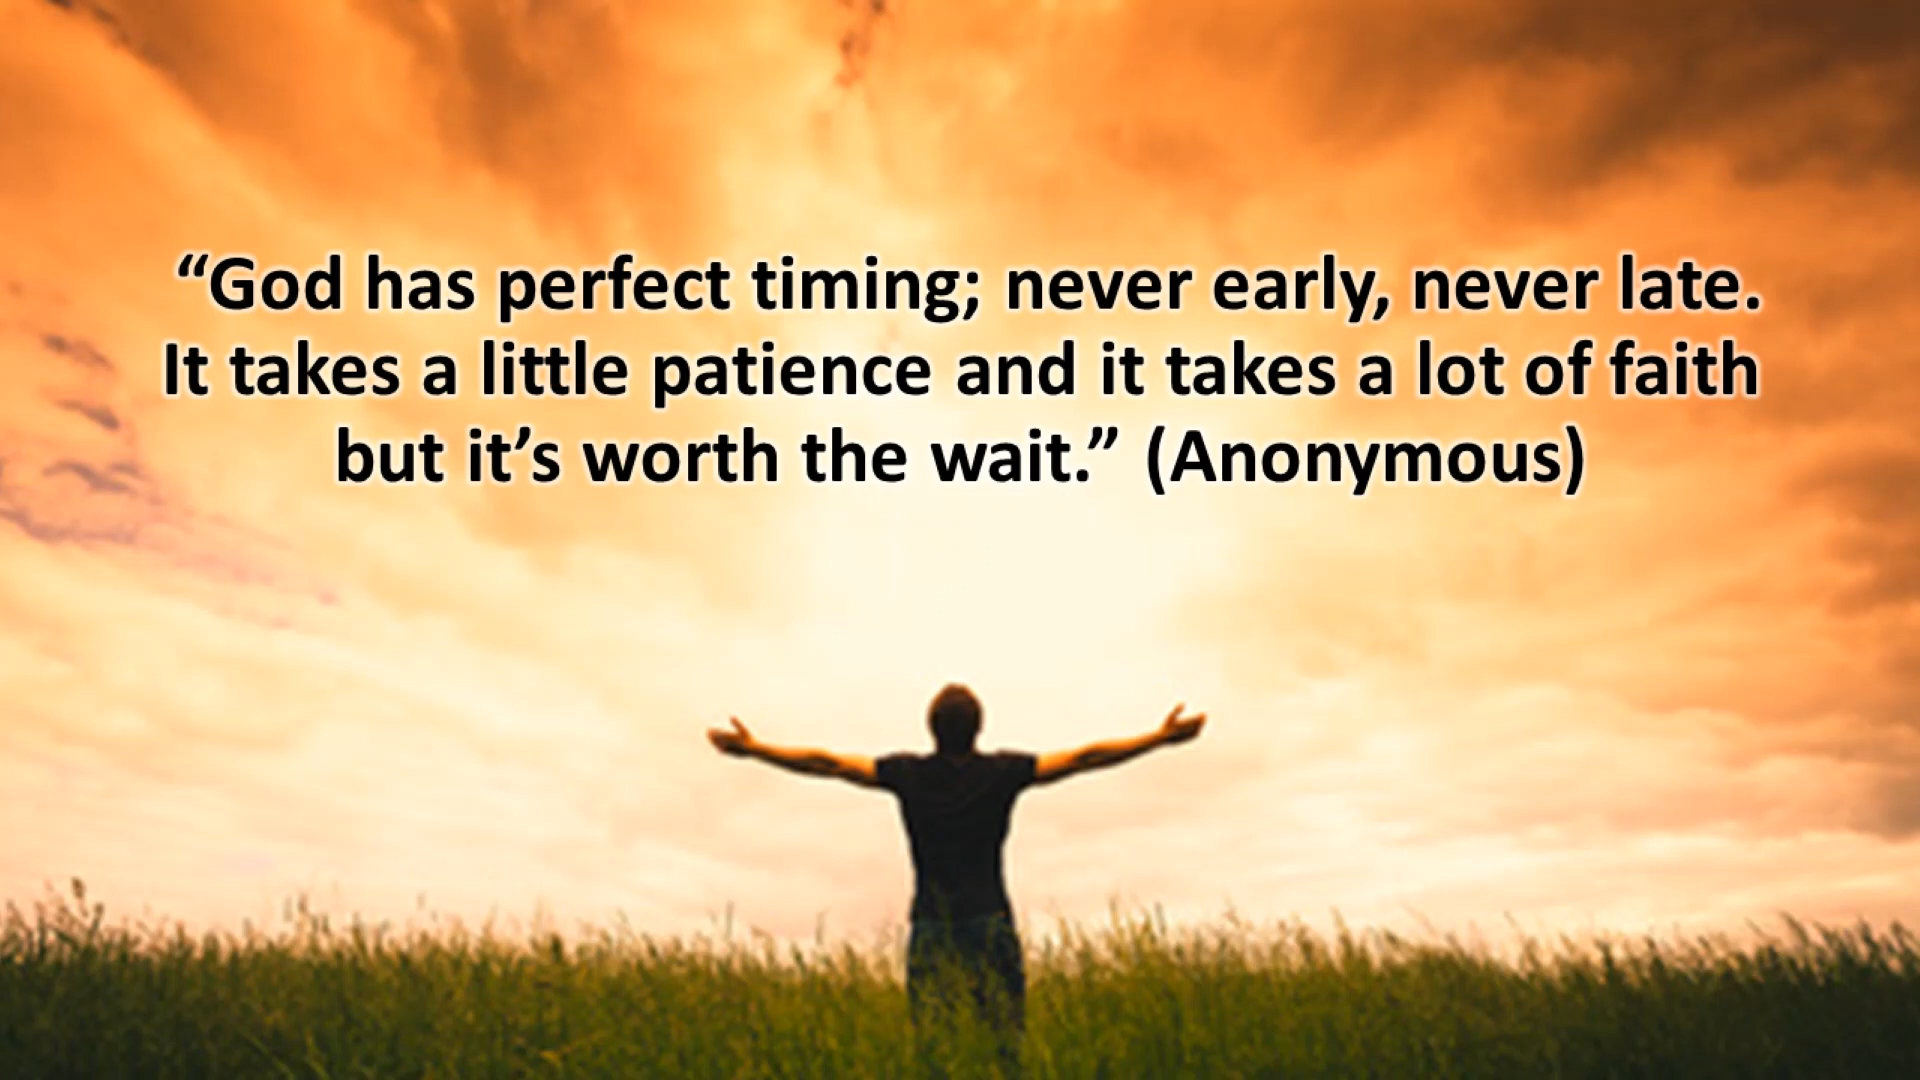 “God has perfect timing; never early, never late.
It takes a little patience and it takes a lot of faith
but it’s worth the wait.” (Anonymous)